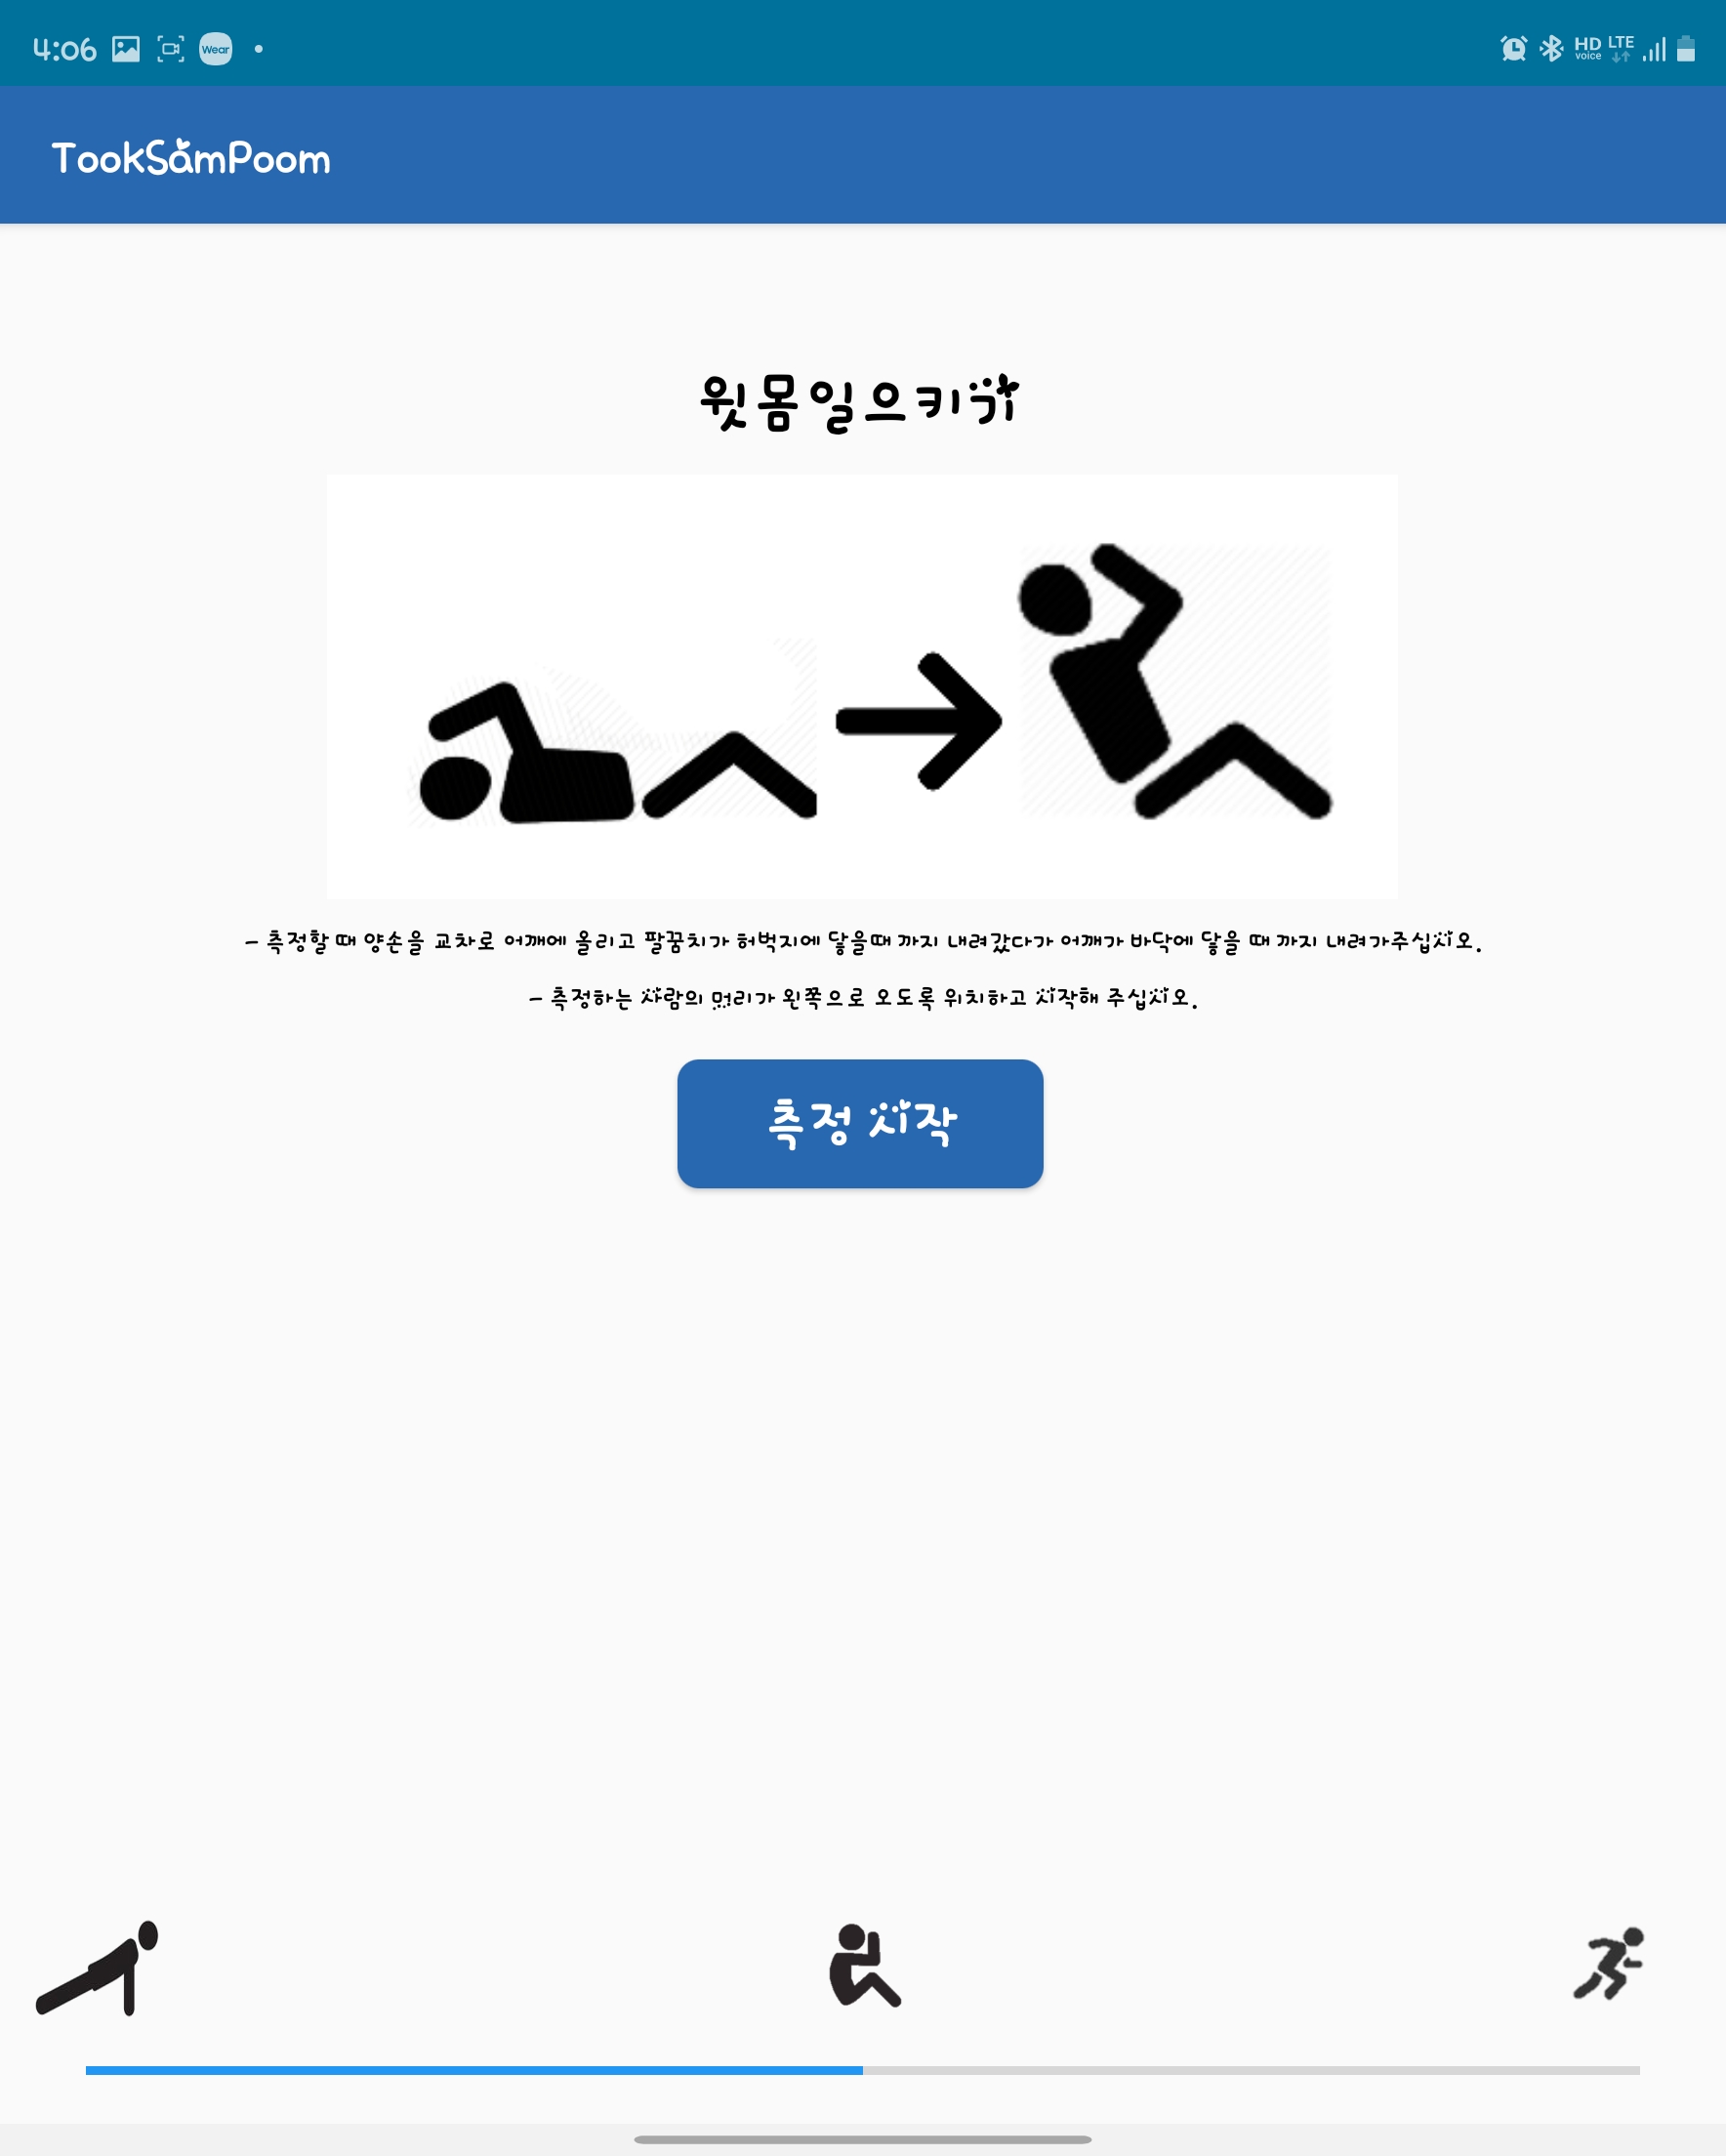 4:06 Wear HD voice LTE
TookSamPoom
윗몸일으키기
- 측정할 때 양손을 교차로 어깨에 올리고 팔꿈치가 허벅지에 닿을때 까지 내려갔다가 어깨가 바닥에 닿을 때 까지 내려가주십시오.
- 측정하는 사람의 머리가 왼쪽으로 오도록 위치하고 시작해 주십시오.
측정 시작